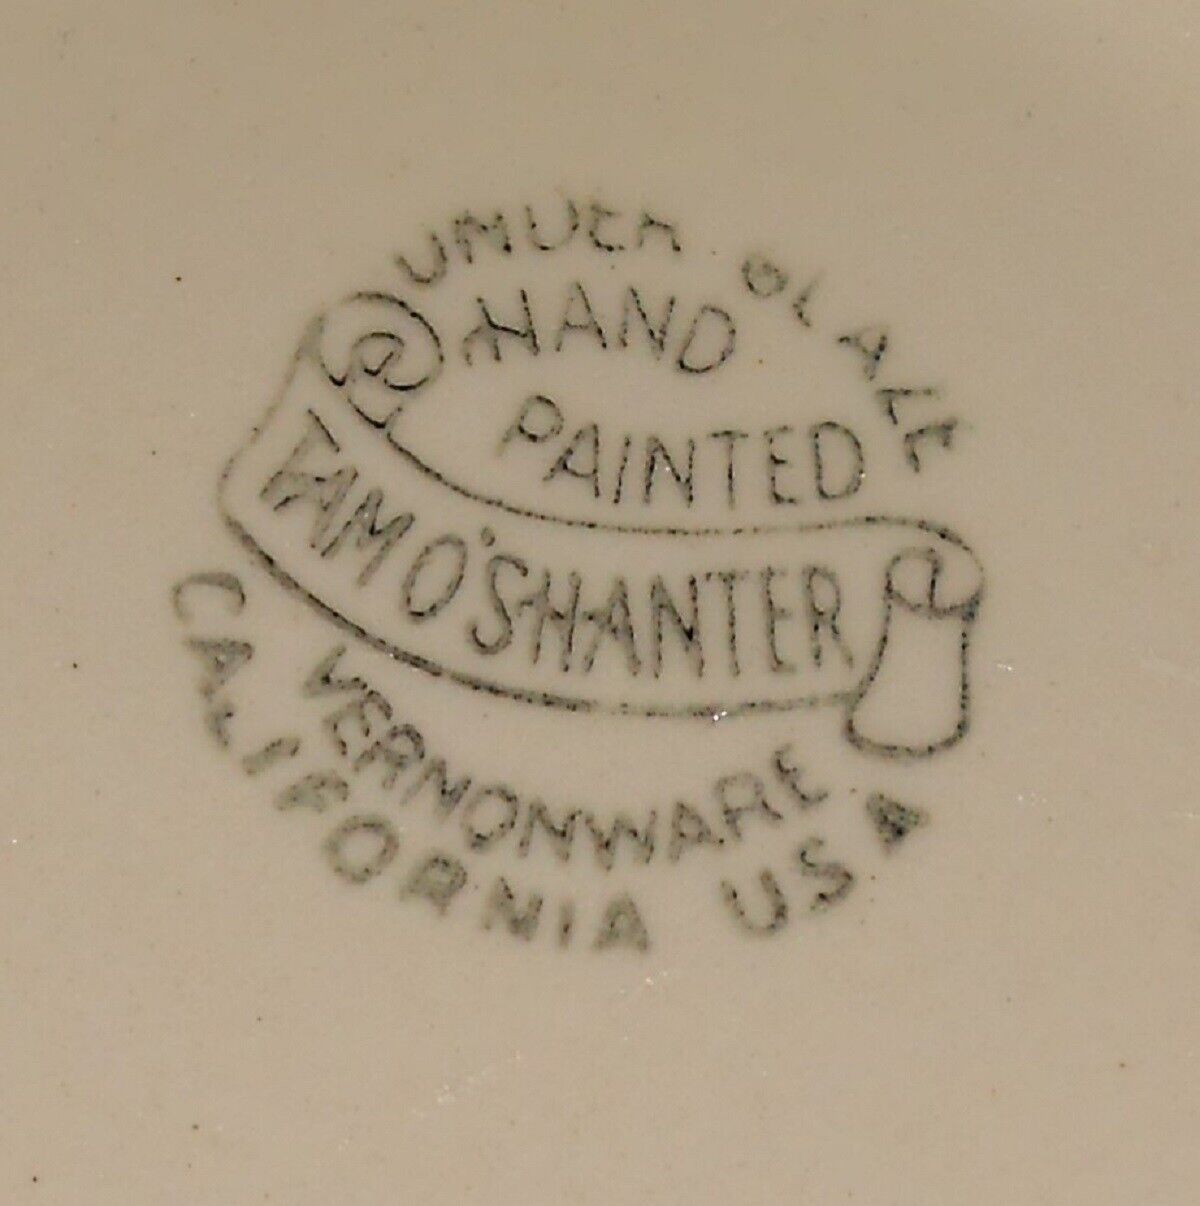 UNDER GLAZE
HAND
PAINTED
TAM O'SHANTER
VERNONWARE
CALIFORNIA USA